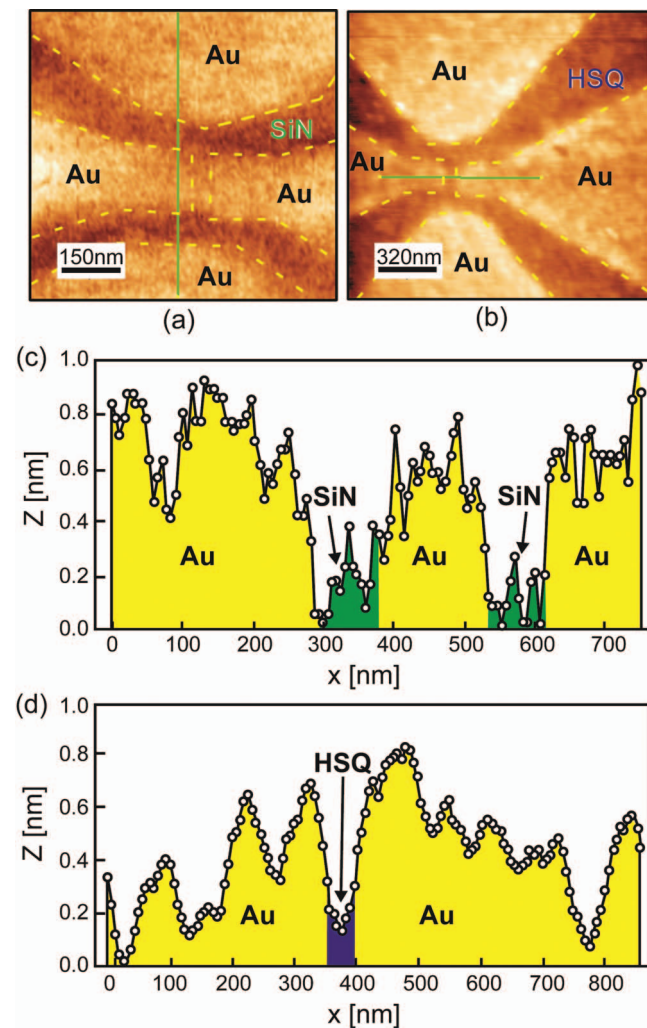 Au
SiN
Au
Au
Au
150nm
(a)
Au
HSQ
Au
Au
Au
320nm
(b)
(c)
1.0
0.8
0.6
0.4
0.2
0.0
Z [nm]
SiN
SiN
Au
Au
Au
0 100 200 300 400 500 600 700
x [nm]
(d)
1.0
0.8
0.6
0.4
0.2
0.0
Z [nm]
HSQ
Au
Au
0 100 200 300 400 500 600 700 800
x [nm]